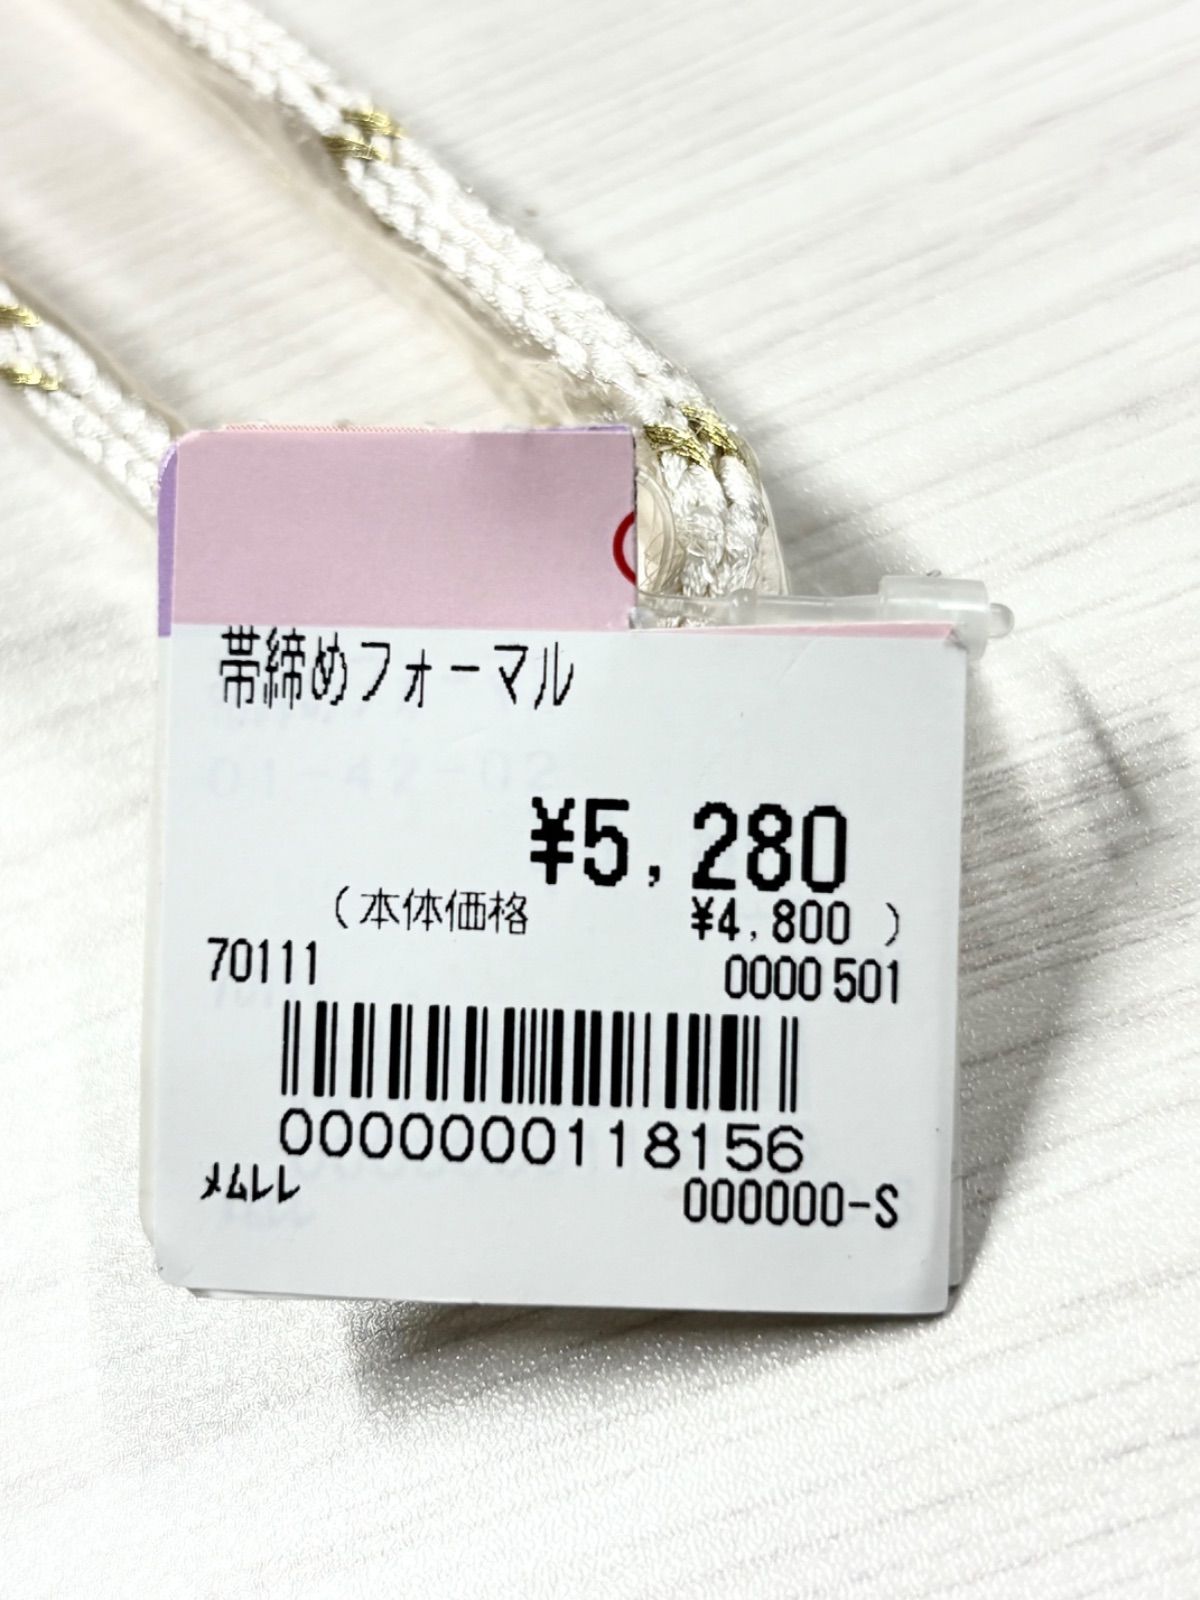 帯締めフォーマル
¥5,280
(本体価格 ¥4,800 )
70111 0000 501
0000000118156
メムレレ 000000-S